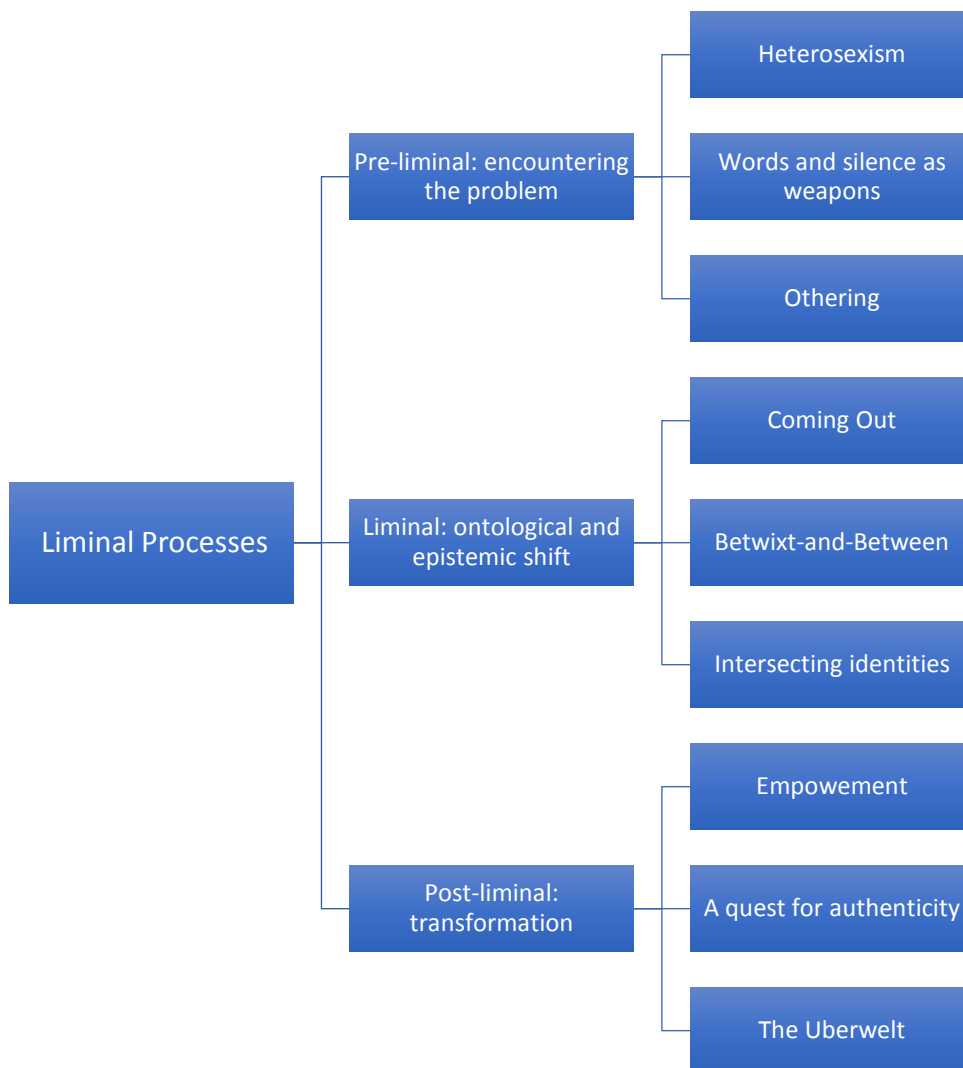 Liminal Processes
Pre-liminal: encountering
the problem
Heterosexism
Words and silence as
weapons
Othering
Liminal: ontological and
epistemic shift
Coming Out
Betwixt-and-Between
Intersecting identities
Post-liminal:
transformation
Empowement
A quest for authenticity
The Uberwelt